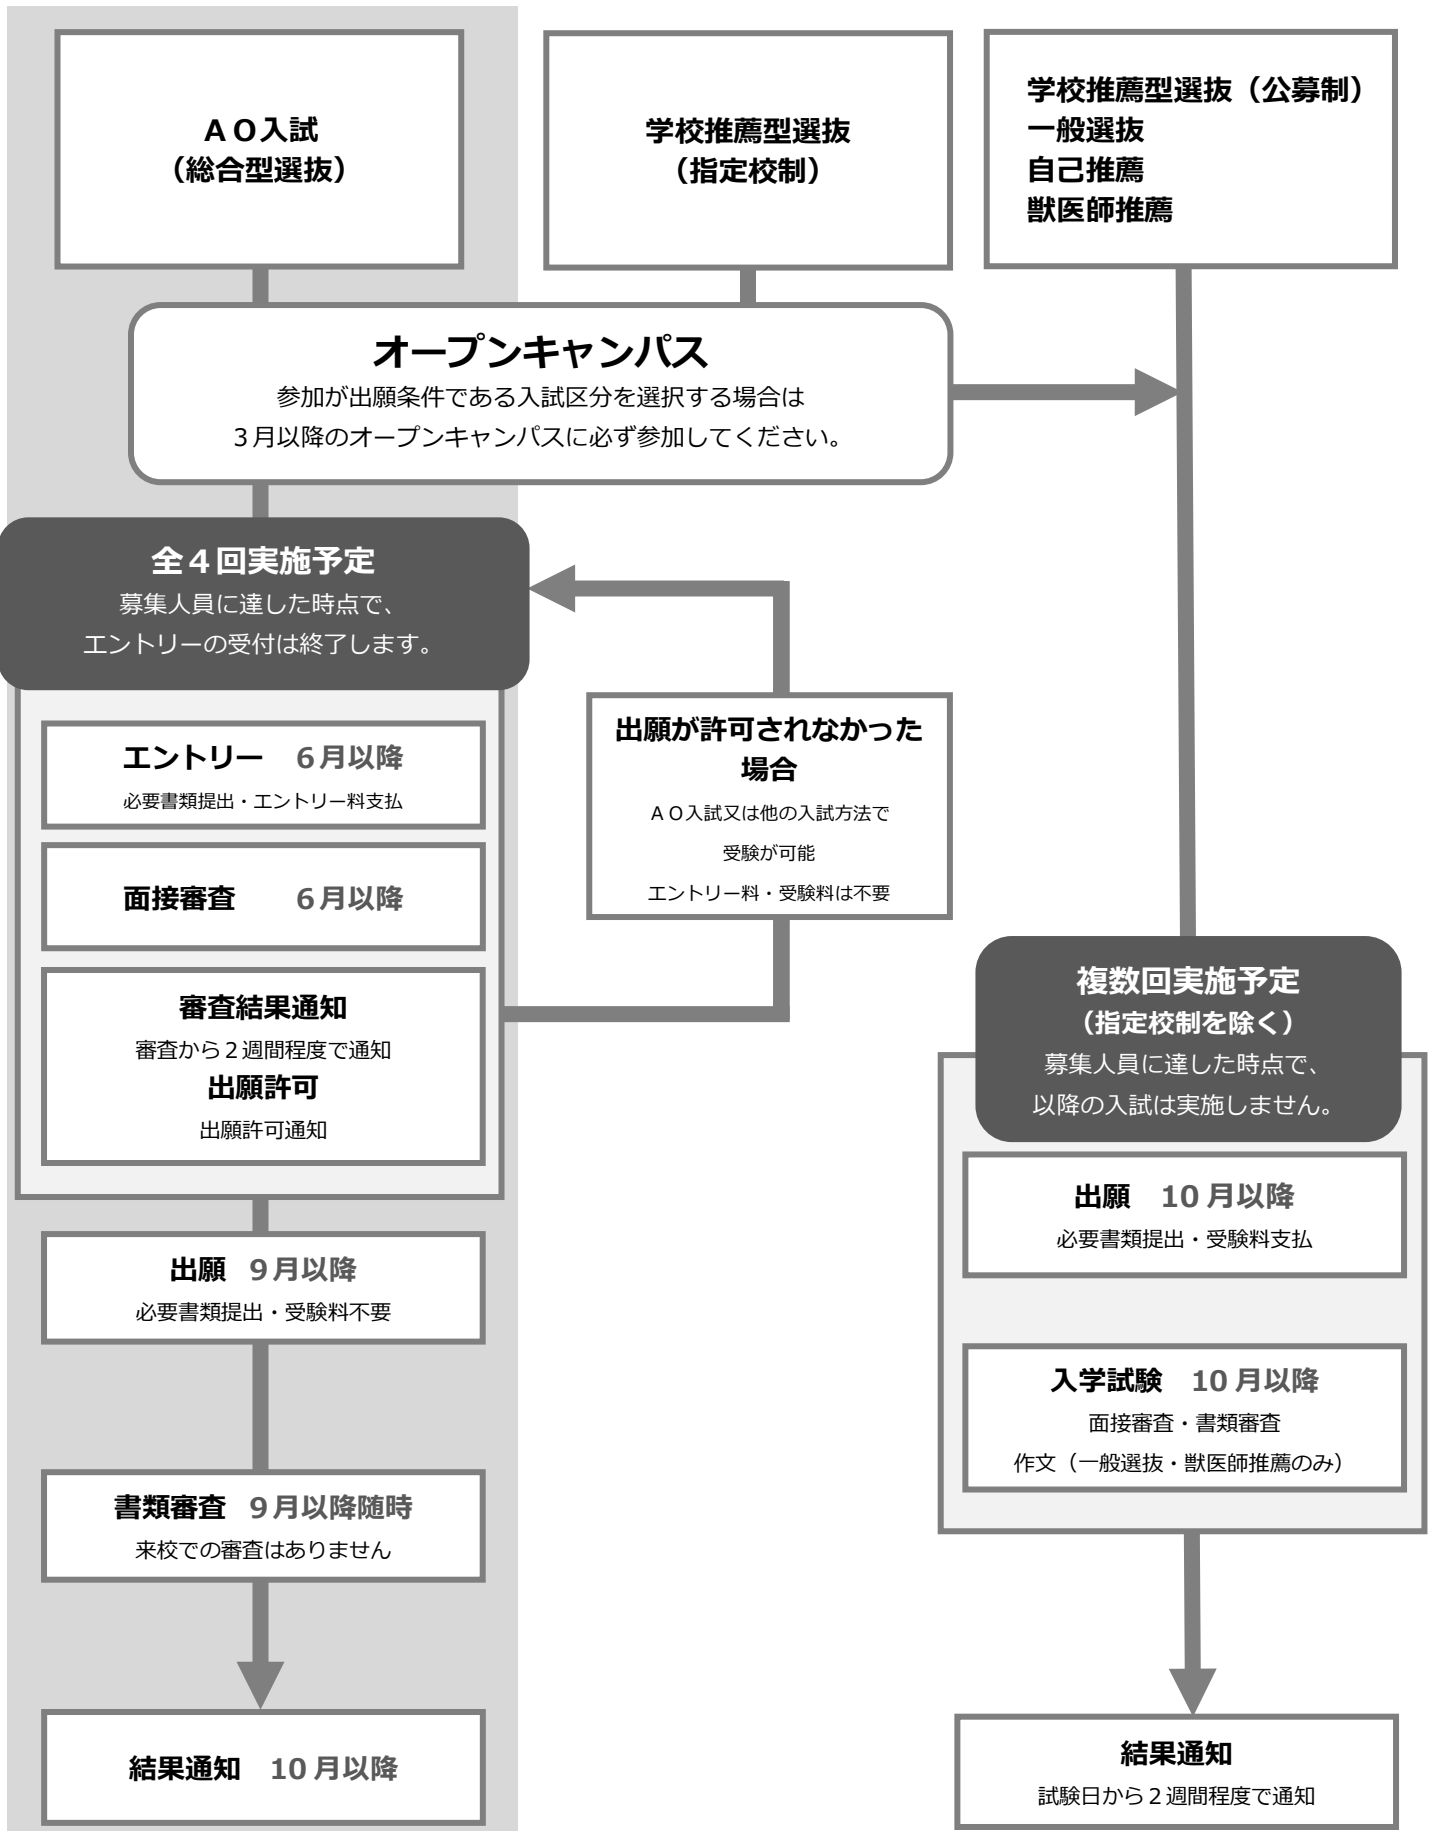 ＡＯ入試
（総合型選抜）
学校推薦型選抜
（指定校制）
学校推薦型選抜（公募制）
一般選抜
自己推薦
獣医師推薦
オープンキャンパス
参加が出願条件である入試区分を選択する場合は
３月以降のオープンキャンパスに必ず参加してください。
全４回実施予定
募集人員に達した時点で、
エントリーの受付は終了します。
エントリー　６月以降
必要書類提出・エントリー料支払
面接審査　　６月以降
審査結果通知
審査から２週間程度で通知
出願許可
出願許可通知
出願が許可されなかった
場合
ＡＯ入試又は他の入試方法で
受験が可能
エントリー料・受験料は不要
出願　９月以降
必要書類提出・受験料不要
書類審査　９月以降随時
来校での審査はありません
結果通知　10 月以降
複数回実施予定
（指定校制を除く）
募集人員に達した時点で、
以降の入試は実施しません。
出願　10 月以降
必要書類提出・受験料支払
入学試験　10 月以降
面接審査・書類審査
作文（一般選抜・獣医師推薦のみ）
結果通知
試験日から２週間程度で通知